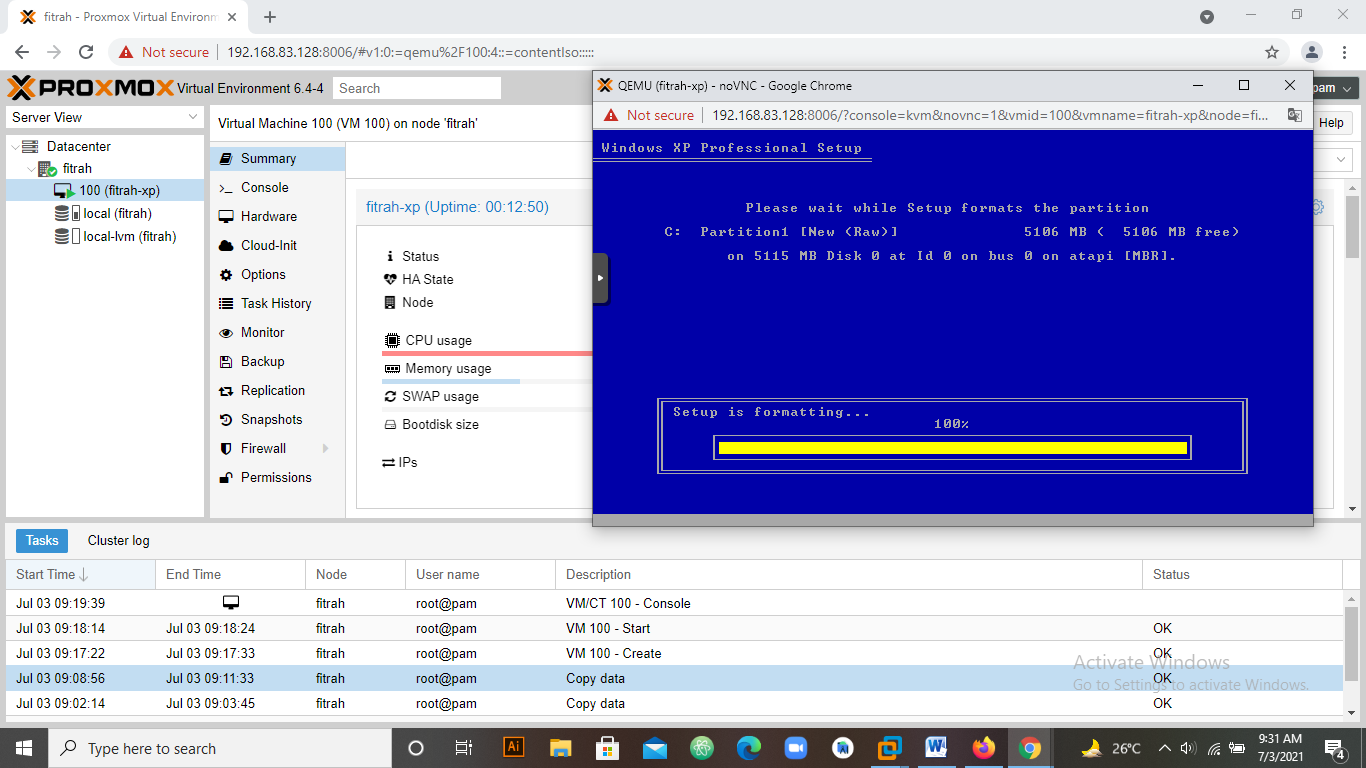 fitrah - Proxmox Virtual Environm
Not secure
192.168.83.128:8006/#v1:0:=qemu%2F100:4::=contentIso:::::
PROXMOX Virtual Environment 6.4-4
Search
QEMU (fitrah-xp) - noVNC - Google Chrome
Not secure
192.168.83.128:8006/?console=kvm&novnc=1&vmid=100&vmname=fitrah-xp&node=fi...
pam
Help
Server View
Datacenter
fitrah
100 (fitrah-xp)
local (fitrah)
local-lvm (fitrah)
Virtual Machine 100 (VM 100) on node 'fitrah'
Summary
Console
Hardware
Cloud-Init
Options
Task History
Monitor
Backup
Replication
Snapshots
Firewall
Permissions
fitrah-xp (Uptime: 00:12:50)
Status
HA State
Node
CPU usage
Memory usage
SWAP usage
Bootdisk size
IPs
Windows XP Professional Setup
Please wait while Setup formats the partition
C: Partition1 [New (Raw)] 5106 MB ( 5106 MB free)
on 5115 MB Disk 0 at Id 0 on bus 0 on atapi [MBR].
Setup is formatting...
100%
Tasks
Cluster log
Start Time End Time Node User name Description Status
Jul 03 09:19:39 fitrah root@pam VM/CT 100 - Console
Jul 03 09:18:14 Jul 03 09:18:24 fitrah root@pam VM 100 - Start OK
Jul 03 09:17:22 Jul 03 09:17:33 fitrah root@pam VM 100 - Create OK
Jul 03 09:08:56 Jul 03 09:11:33 fitrah root@pam Copy data OK
Jul 03 09:02:14 Jul 03 09:03:45 fitrah root@pam Copy data OK
Activate Windows
Go to Settings to activate Windows.
Type here to search
Ai
W
26°C
9:31 AM
7/3/2021
4